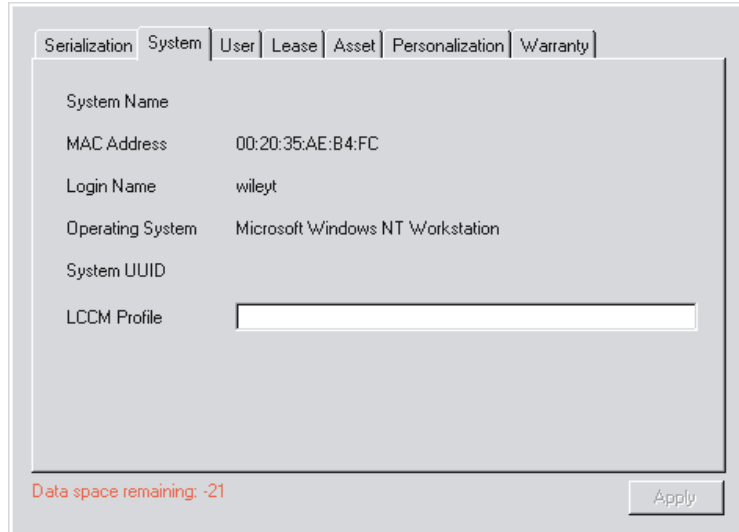 Serialization System User Lease Asset Personalization Warranty
System Name
MAC Address 00:20:35:AE:B4:FC
Login Name wileyt
Operating System Microsoft Windows NT Workstation
System UUID
LCCM Profile
Data space remaining: -21
Apply